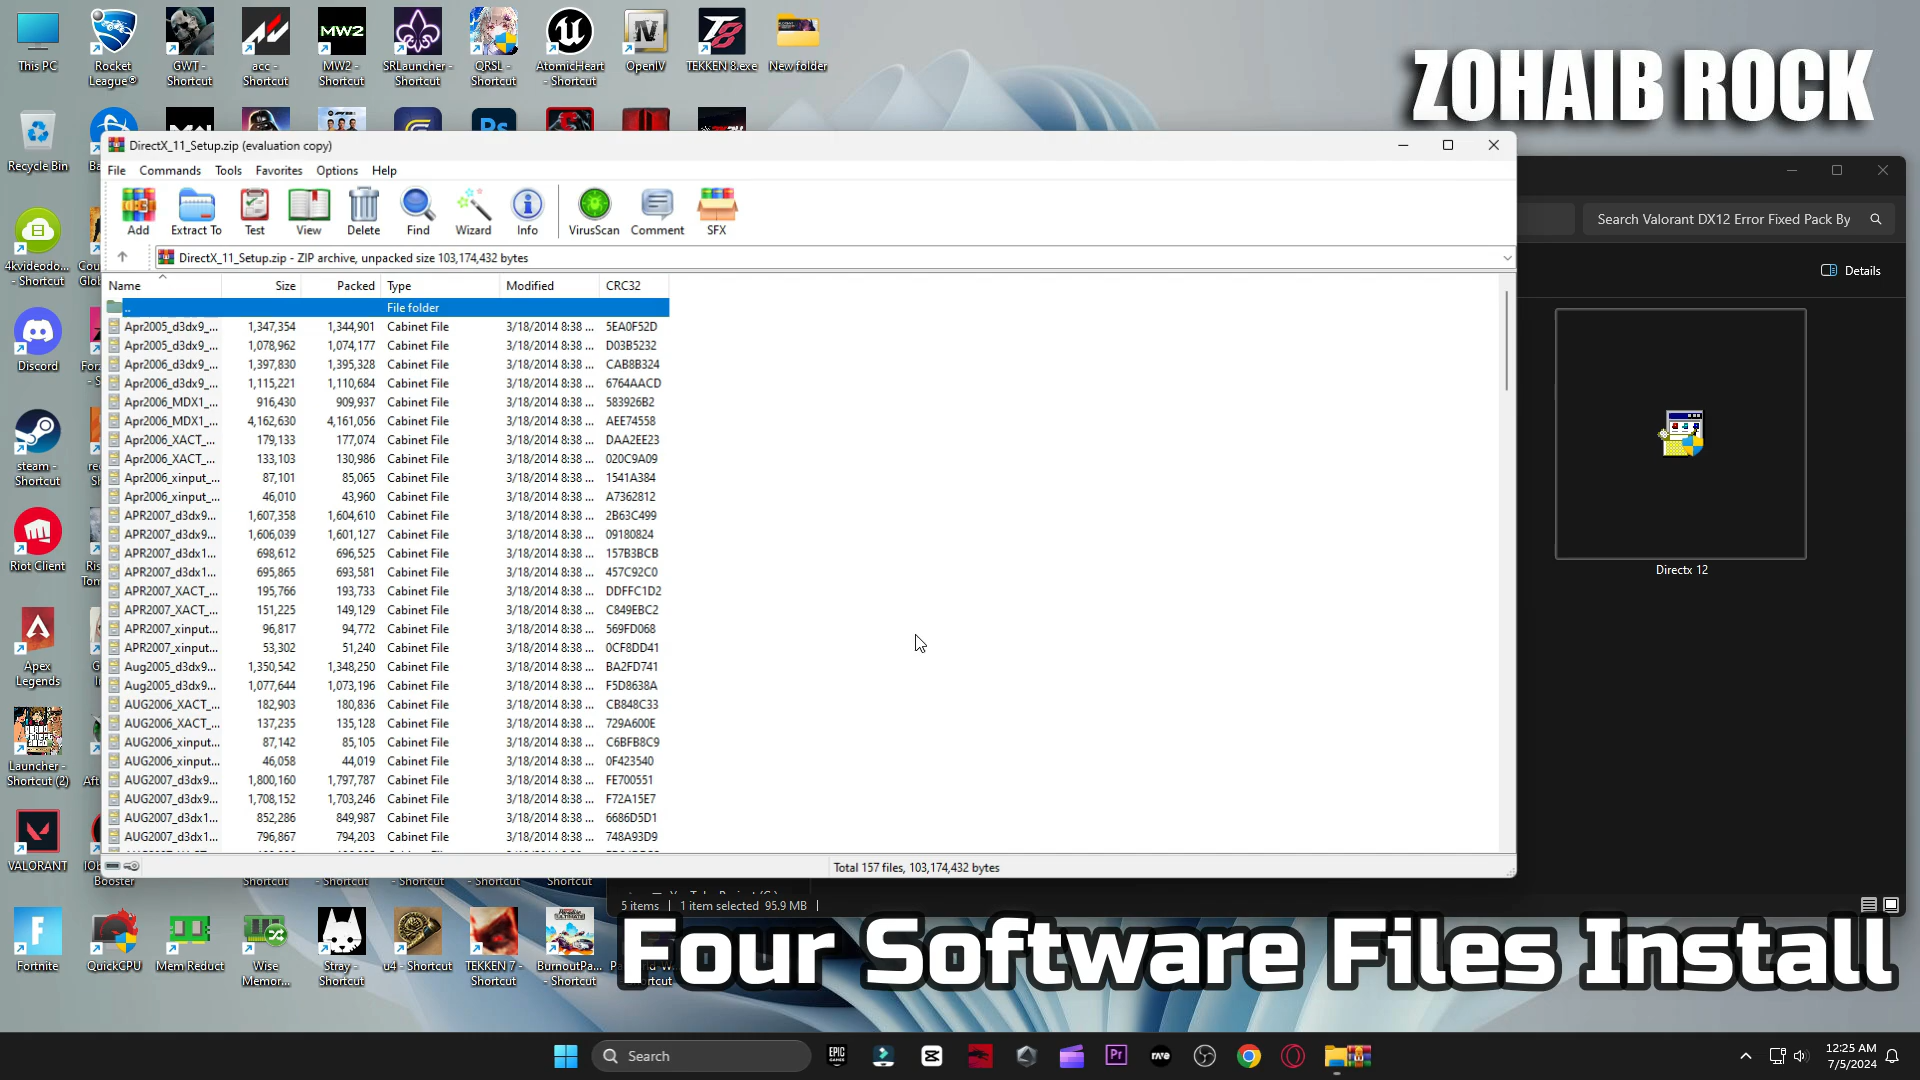 This PC
Rocket League®
GWT - Shortcut
acc - Shortcut
MW2
MW2 - Shortcut
SRLauncher - Shortcut
QRSL - Shortcut
AtomicHeart - Shortcut
OpenIV
TEKKEN 8.exe
New folder
ZOHAIB ROCK
Recycle Bin
4kvideodo... - Shortcut
Discord
steam - Shortcut
Riot Client
Apex Legends
Launcher - Shortcut (2)
VALORANT
Booster
Shortcut
- Shortcut
- Shortcut
- Shortcut
Shortcut
DirectX_11_Setup.zip (evaluation copy)
File Commands Tools Favorites Options Help
Add Extract To Test View Delete Find Wizard Info VirusScan Comment SFX
DirectX_11_Setup.zip - ZIP archive, unpacked size 103,174,432 bytes
Name Size Packed Type Modified CRC32
.. File folder
Apr2005_d3dx9_... 1,347,354 1,344,901 Cabinet File 3/18/2014 8:38 ... 5EA0F52D
Apr2005_d3dx9_... 1,078,962 1,074,177 Cabinet File 3/18/2014 8:38 ... D03B5232
Apr2006_d3dx9_... 1,397,830 1,395,328 Cabinet File 3/18/2014 8:38 ... CAB8B324
Apr2006_d3dx9_... 1,115,221 1,110,684 Cabinet File 3/18/2014 8:38 ... 6764AACD
Apr2006_MDX1_... 916,430 909,937 Cabinet File 3/18/2014 8:38 ... 583926B2
Apr2006_MDX1_... 4,162,630 4,161,056 Cabinet File 3/18/2014 8:38 ... AEE74558
Apr2006_XACT_... 179,133 177,074 Cabinet File 3/18/2014 8:38 ... DAA2EE23
Apr2006_XACT_... 133,103 130,986 Cabinet File 3/18/2014 8:38 ... 020C9A09
Apr2006_xinput_... 87,101 85,065 Cabinet File 3/18/2014 8:38 ... 1541A384
Apr2006_xinput_... 46,010 43,960 Cabinet File 3/18/2014 8:38 ... A7362812
APR2007_d3dx9... 1,607,358 1,604,610 Cabinet File 3/18/2014 8:38 ... 2B63C499
APR2007_d3dx9... 1,606,039 1,601,127 Cabinet File 3/18/2014 8:38 ... 09180824
APR2007_d3dx1... 698,612 696,525 Cabinet File 3/18/2014 8:38 ... 157B3BCB
APR2007_d3dx1... 695,865 693,581 Cabinet File 3/18/2014 8:38 ... 457C92C0
APR2007_XACT_... 195,766 193,733 Cabinet File 3/18/2014 8:38 ... DDFFC1D2
APR2007_XACT_... 151,225 149,129 Cabinet File 3/18/2014 8:38 ... C849EBC2
APR2007_xinput... 96,817 94,772 Cabinet File 3/18/2014 8:38 ... 569FD068
APR2007_xinput... 53,302 51,240 Cabinet File 3/18/2014 8:38 ... 0CF8DD41
Aug2005_d3dx9... 1,350,542 1,348,250 Cabinet File 3/18/2014 8:38 ... BA2FD741
Aug2005_d3dx9... 1,077,644 1,073,196 Cabinet File 3/18/2014 8:38 ... F5D8638A
AUG2006_XACT_... 182,903 180,836 Cabinet File 3/18/2014 8:38 ... CB848C33
AUG2006_XACT_... 137,235 135,128 Cabinet File 3/18/2014 8:38 ... 729A600E
AUG2006_xinput... 87,142 85,105 Cabinet File 3/18/2014 8:38 ... C6BFB8C9
AUG2006_xinput... 46,058 44,019 Cabinet File 3/18/2014 8:38 ... 0F423540
AUG2007_d3dx9... 1,800,160 1,797,787 Cabinet File 3/18/2014 8:38 ... FE700551
AUG2007_d3dx9... 1,708,152 1,703,246 Cabinet File 3/18/2014 8:38 ... F72A15E7
AUG2007_d3dx1... 852,286 849,987 Cabinet File 3/18/2014 8:38 ... 6686D5D1
AUG2007_d3dx1... 796,867 794,203 Cabinet File 3/18/2014 8:38 ... 748A93D9
Total 157 files, 103,174,432 bytes
Search Valorant DX12 Error Fixed Pack By
Details
Directx 12
5 items 1 item selected 95.9 MB
Four Software Files Install
Fortnite
QuickCPU
Mem Reduct
Wise Memor...
Stray - Shortcut
u4 - Shortcut
TEKKEN 7 - Shortcut
BurnoutPa... - Shortcut
Search
EPIC GAMES
Pr
rave
12:25 AM
7/5/2024